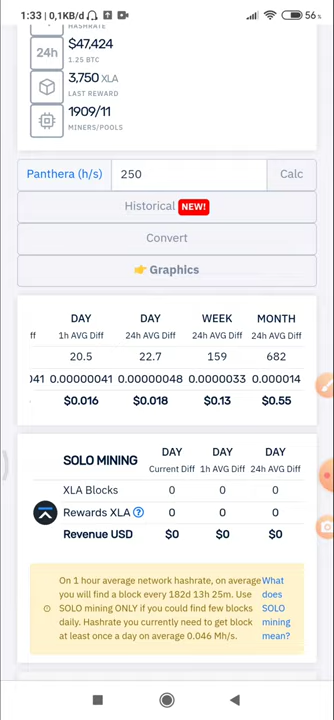 1:33 | 0,1KB/d
56%
HASHRATE
24h
$47,424
1.25 BTC
3,750 XLA
LAST REWARD
1909/11
MINERS/POOLS
Panthera (h/s) 250 Calc
Historical NEW!
Convert
👉 Graphics
DAY DAY WEEK MONTH
ff 1h AVG Diff 24h AVG Diff 24h AVG Diff 24h AVG Diff
20.5 22.7 159 682
041 0.00000041 0.00000048 0.0000033 0.000014
$0.016 $0.018 $0.13 $0.55
SOLO MINING DAY DAY DAY
Current Diff 1h AVG Diff 24h AVG Diff
XLA Blocks 0 0 0
Rewards XLA ? 0 0 0
Revenue USD $0 $0 $0
On 1 hour average network hashrate, on average
you will find a block every 182d 13h 25m. Use
SOLO mining ONLY if you could find few blocks
daily. Hashrate you currently need to get block
at least once a day on average 0.046 Mh/s.
What
does
SOLO
mining
mean?